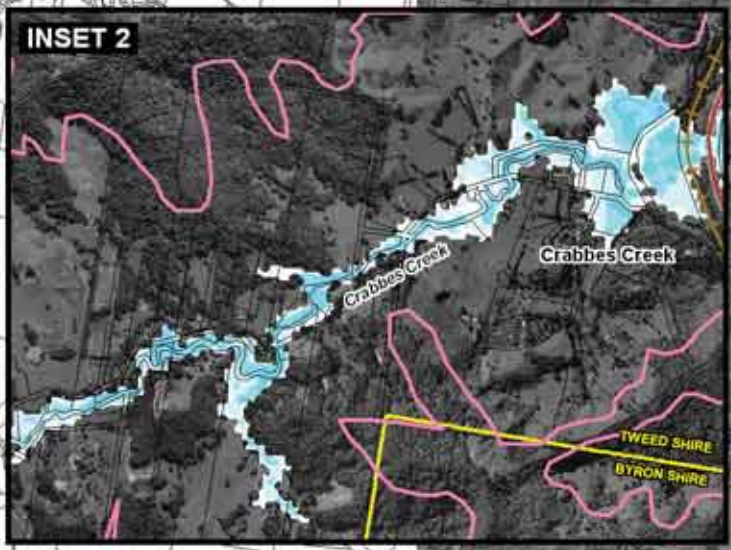 INSET 2
Crabbes Creek
Crabbes Creek
TWEED SHIRE
BYRON SHIRE